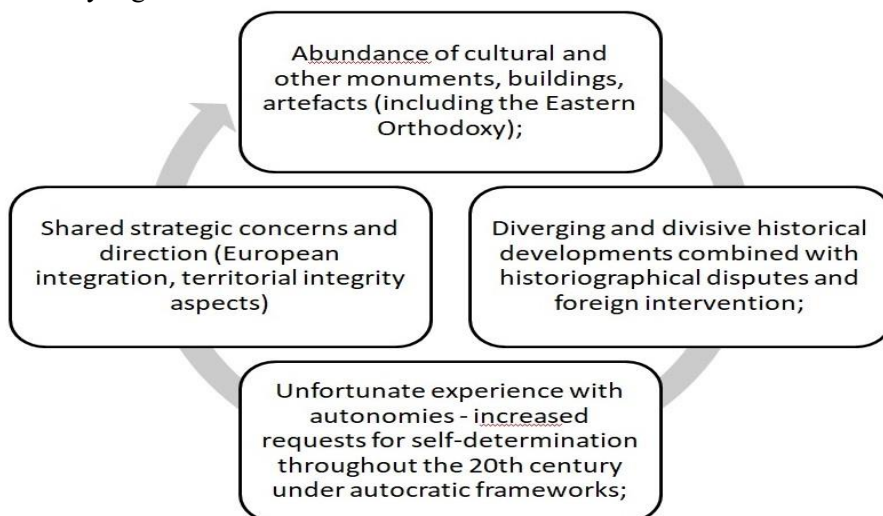 Abundance of cultural and
other monuments, buildings,
artefacts (including the Eastern
Orthodoxy);
Diverging and divisive historical
developments combined with
historiographical disputes and
foreign intervention;
Unfortunate experience with
autonomies - increased
requests for self-determination
throughout the 20th century
under autocratic frameworks;
Shared strategic concerns and
direction (European
integration, territorial integrity
aspects)